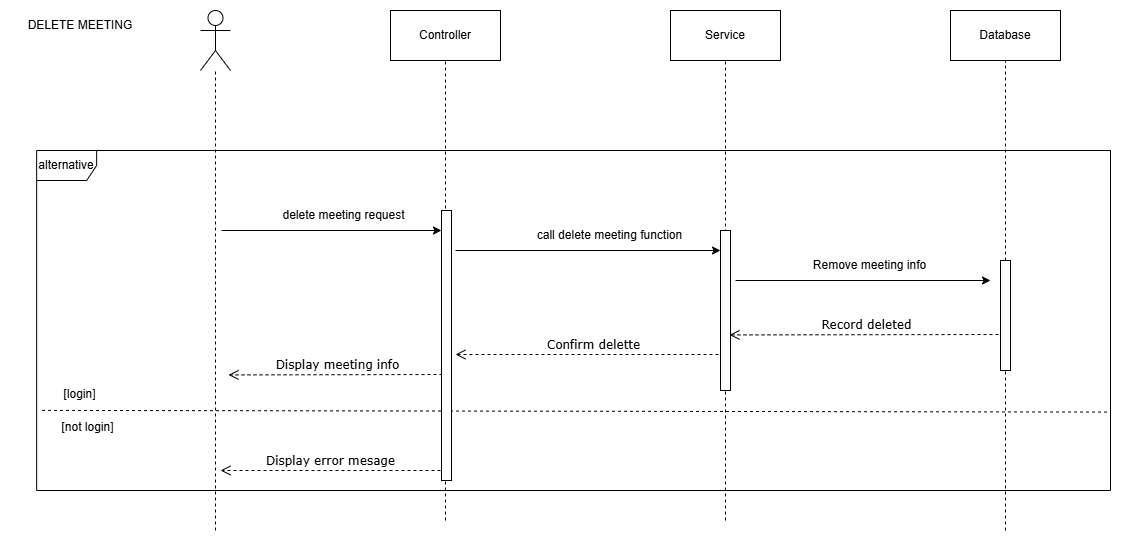 DELETE MEETING
Controller
Service
Database
alternative
delete meeting request
call delete meeting function
Remove meeting info
Record deleted
Confirm delette
Display meeting info
[login]
[not login]
Display error mesage